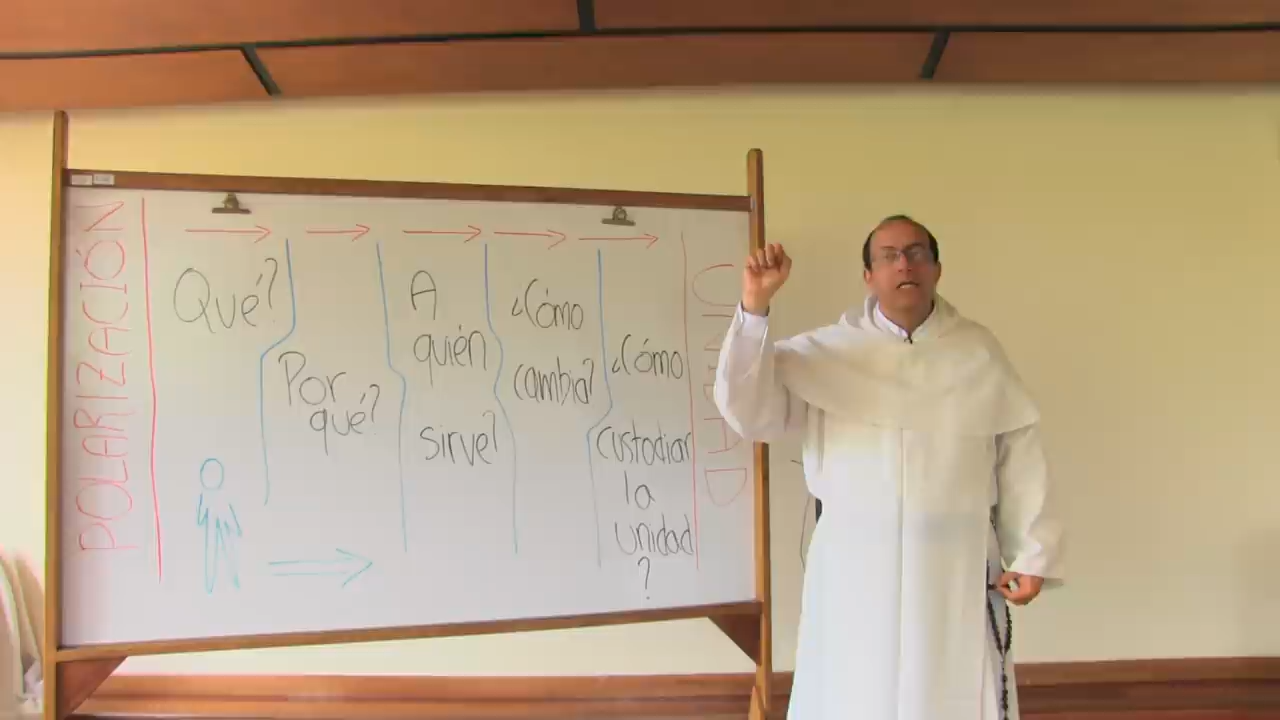 POLARIZACIÓN
Qué?
Por
qué?
A
quién
sirve?
¿Cómo
cambia?
¿Cómo
custodiar
la
unidad
?